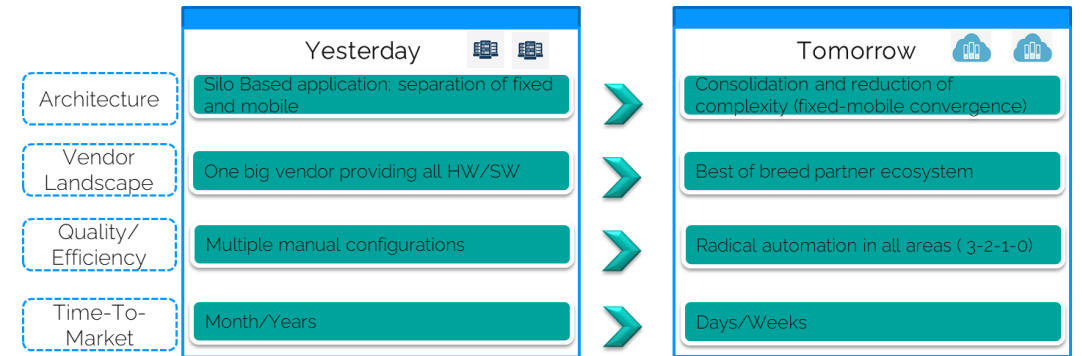 Yesterday
Tomorrow
Architecture
Silo Based application; separation of fixed
and mobile
Consolidation and reduction of
complexity (fixed-mobile convergence)
Vendor
Landscape
One big vendor providing all HW/SW
Best of breed partner ecosystem
Quality/
Efficiency
Multiple manual configurations
Radical automation in all areas ( 3-2-1-0)
Time-To-
Market
Month/Years
Days/Weeks